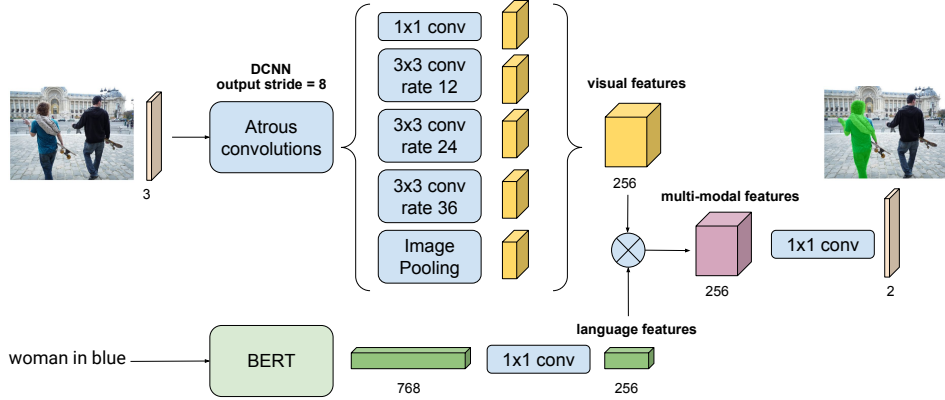 1x1 conv
DCNN
output stride = 8
3x3 conv
rate 12
visual features
Atrous
convolutions
3x3 conv
rate 24
3
3x3 conv
rate 36
256
multi-modal features
Image
Pooling
1x1 conv
256
2
language features
woman in blue
BERT
1x1 conv
768
256